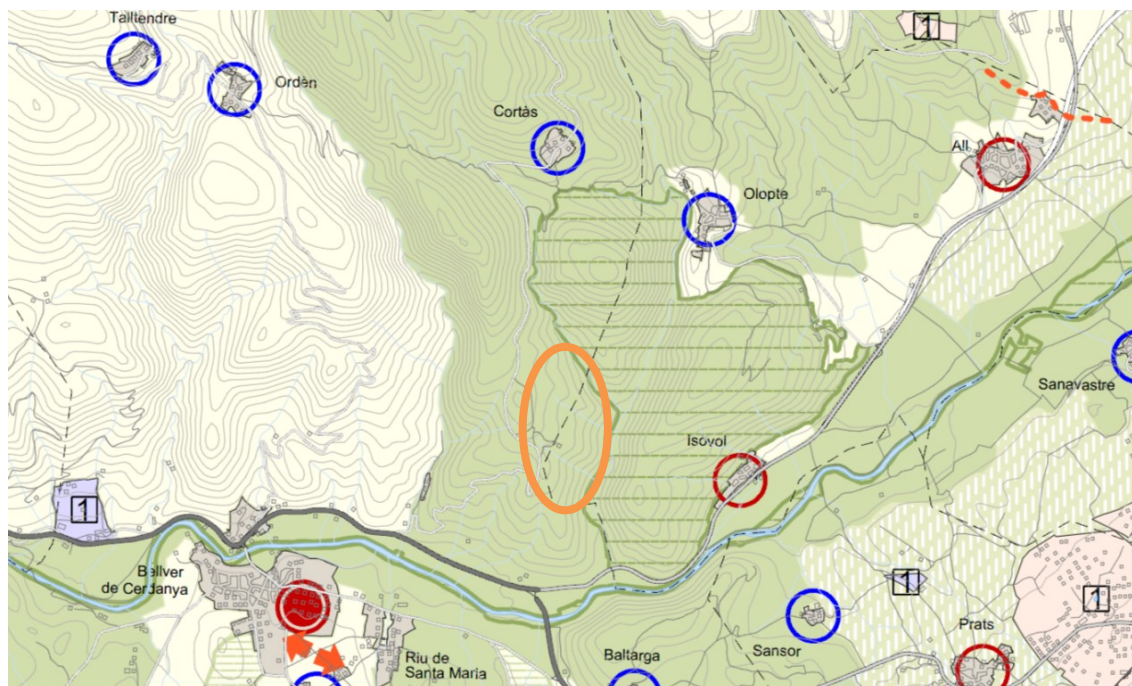 Talltendre
1
Ordèn
Cortàs
All
Olopte
Sanavastre
Isovol
1
Bellver
de Cerdanya
1
1
Prats
Sansor
Riu de
Santa Maria
Baltarga